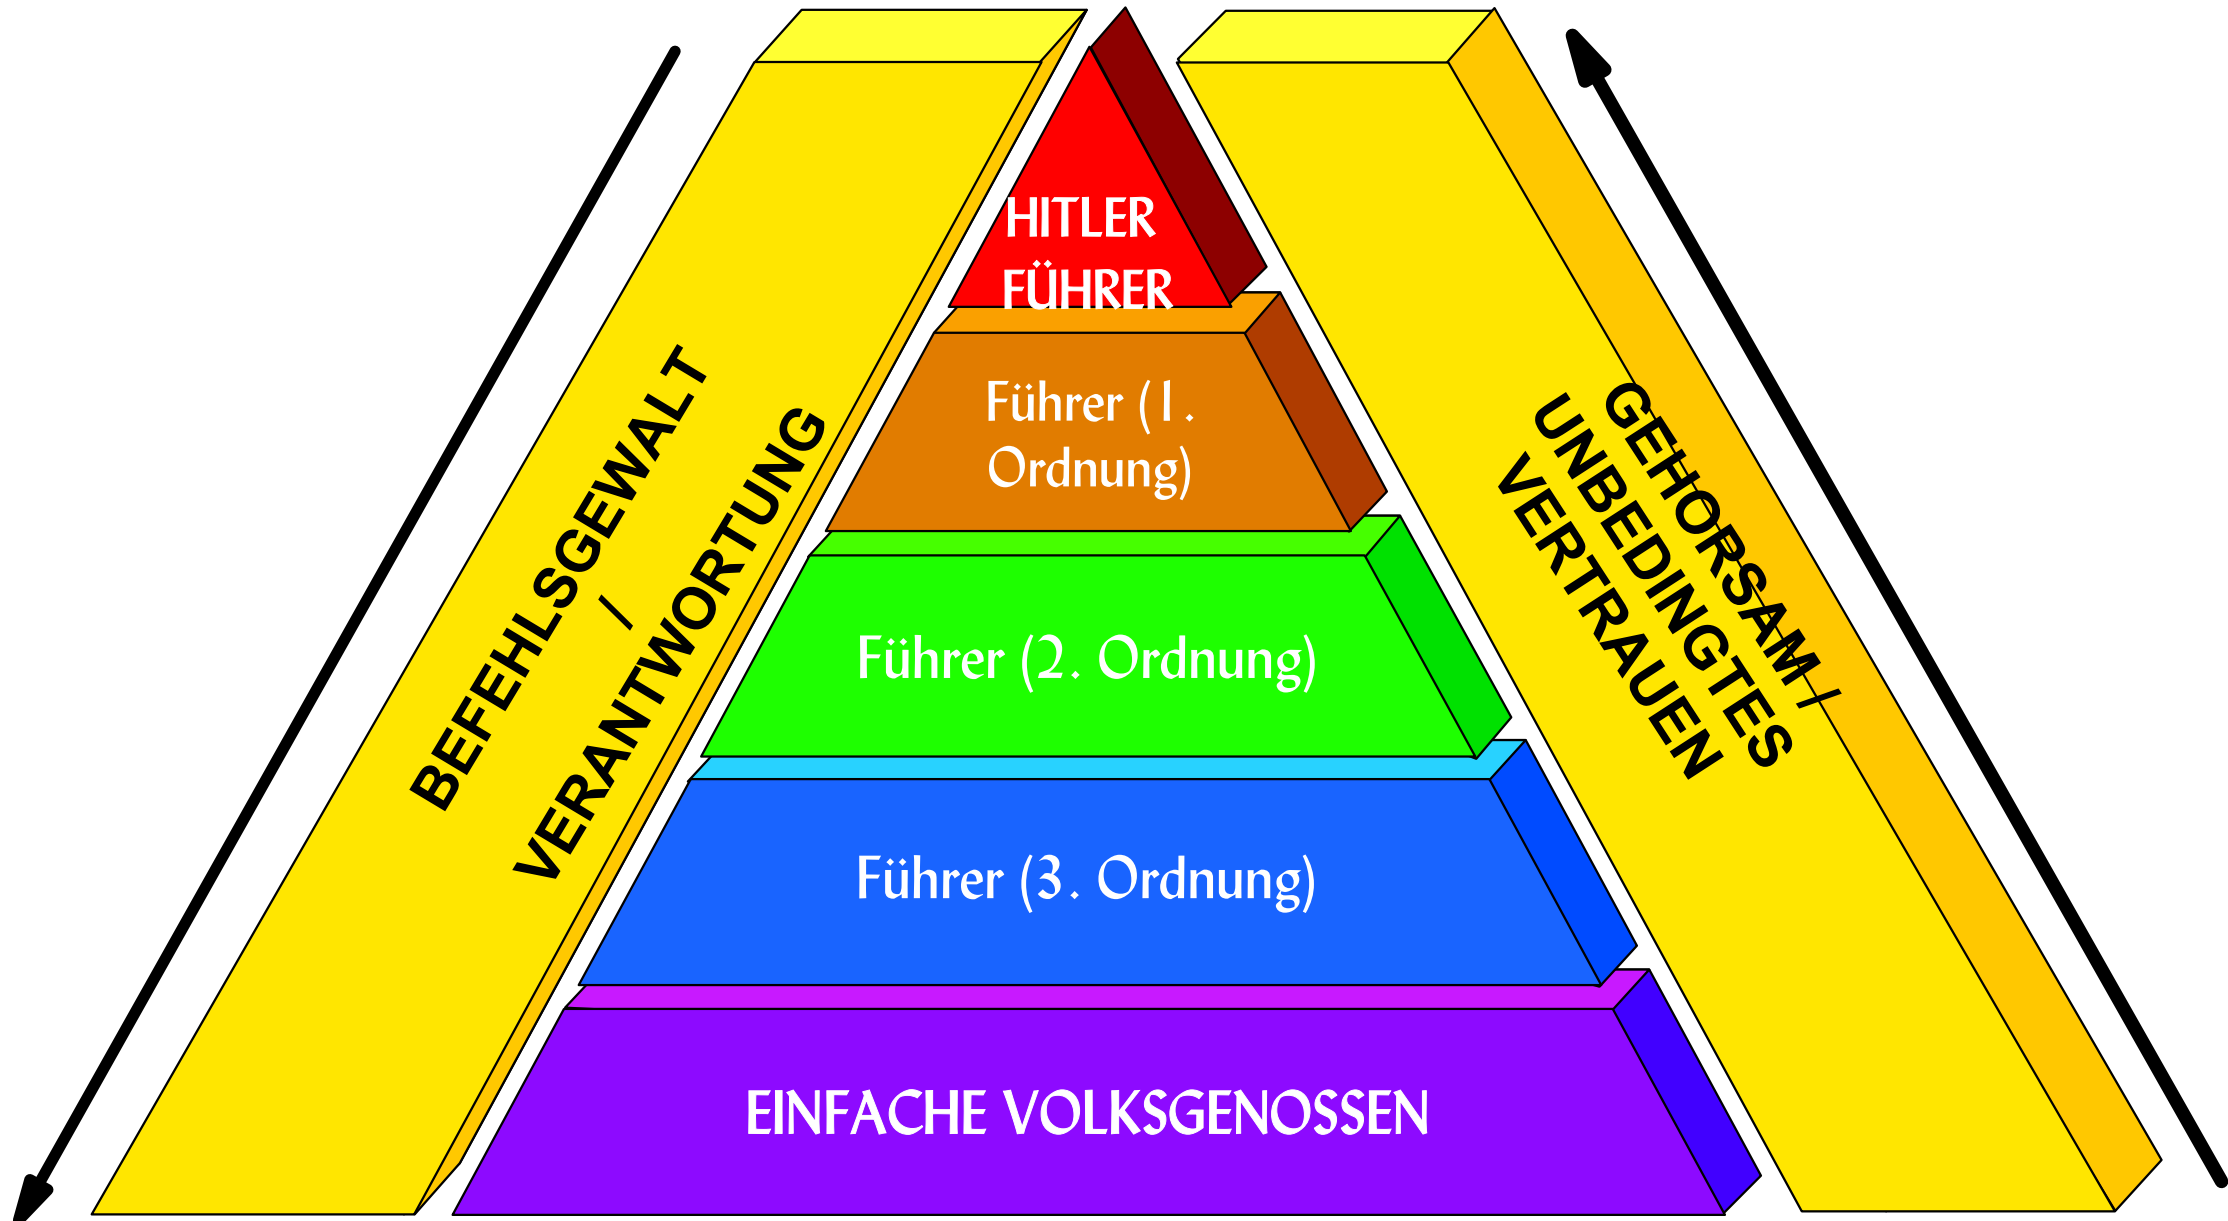 HITLER
FÜHRER
Führer (1.
Ordnung)
Führer (2. Ordnung)
Führer (3. Ordnung)
EINFACHE VOLKSGENOSSEN
BEFEHLSGEWALT
/
VERANTWORTUNG
GEHORSAM /
UNBEDINGTES
VERTRAUEN